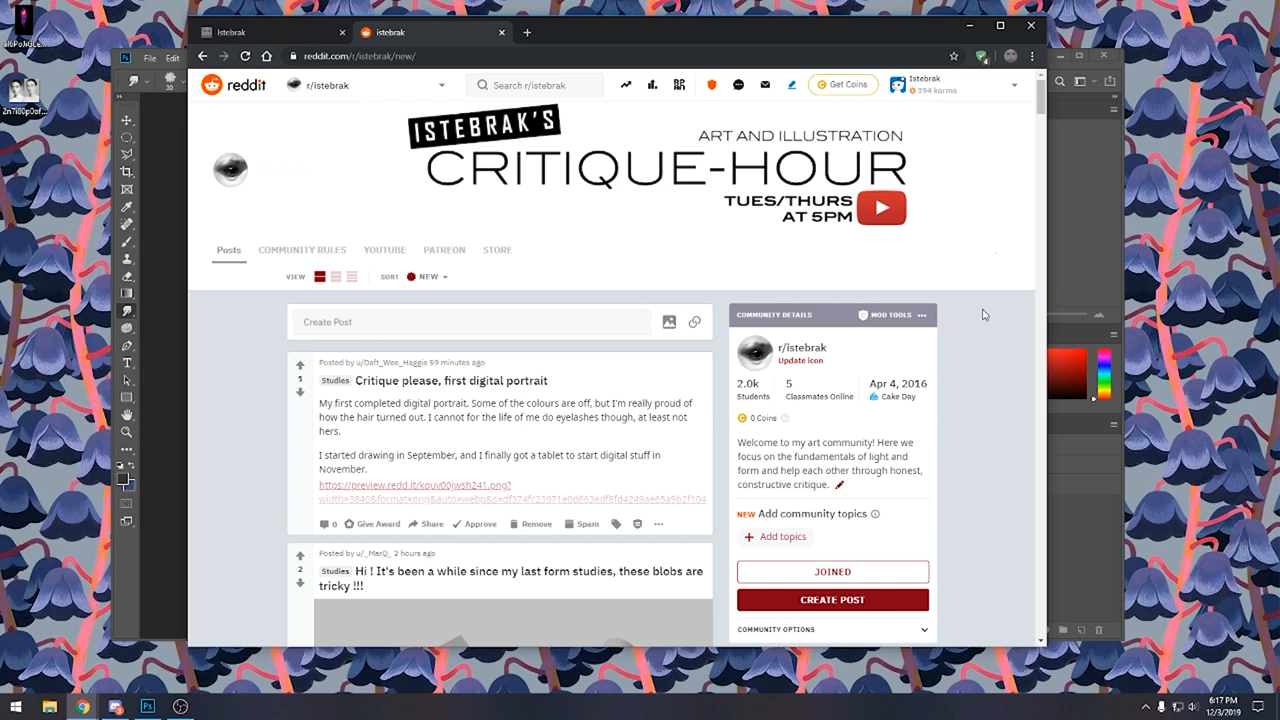 Istebrak
istebrak
File Edit
reddit.com/r/istebrak/new/
30
reddit
r/istebrak
Search r/istebrak
Get Coins
Istebrak
394 karma
ISTEBRAK'S
ART AND ILLUSTRATION
CRITIQUE-HOUR
TUES/THURS
AT 5PM
Posts
COMMUNITY RULES
YOUTUBE
PATREON
STORE
VIEW
SORT
NEW
Create Post
Posted by u/Daft_Wee_Haggis 59 minutes ago
1
Studies Critique please, first digital portrait
My first completed digital portrait. Some of the colours are off, but I'm really proud of
how the hair turned out. I cannot for the life of me do eyelashes though, at least not
hers.
I started drawing in September, and I finally got a tablet to start digital stuff in
November.
https://preview.redd.it/kquv00jwsh241.png?
0 Give Award Share Approve Remove Spam
Posted by u/_MarQ_ 2 hours ago
2
Studies Hi ! It's been a while since my last form studies, these blobs are
tricky !!!
COMMUNITY DETAILS
MOD TOOLS
r/istebrak
Update icon
2.0k 5 Apr 4, 2016
Students Classmates Online Cake Day
0 Coins
Welcome to my art community! Here we
focus on the fundamentals of light and
form and help each other through honest,
constructive critique.
NEW Add community topics
Add topics
JOINED
CREATE POST
COMMUNITY OPTIONS
6:17 PM
12/3/2019